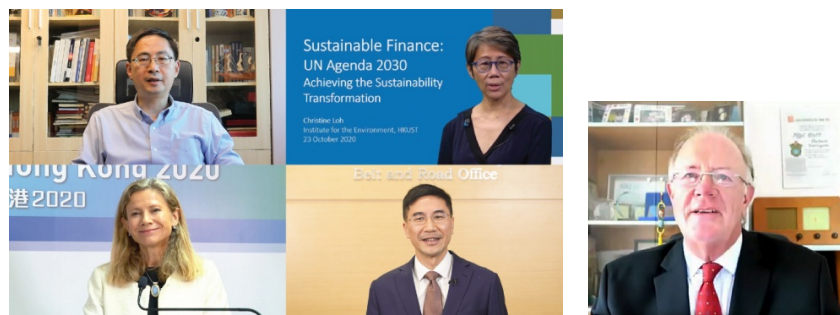 Sustainable Finance:
UN Agenda 2030
Achieving the Sustainability
Transformation
Christine Loh
Institute for the Environment, HKUST
23 October 2020
Hong Kong 2020
港2020
Belt and Road Office